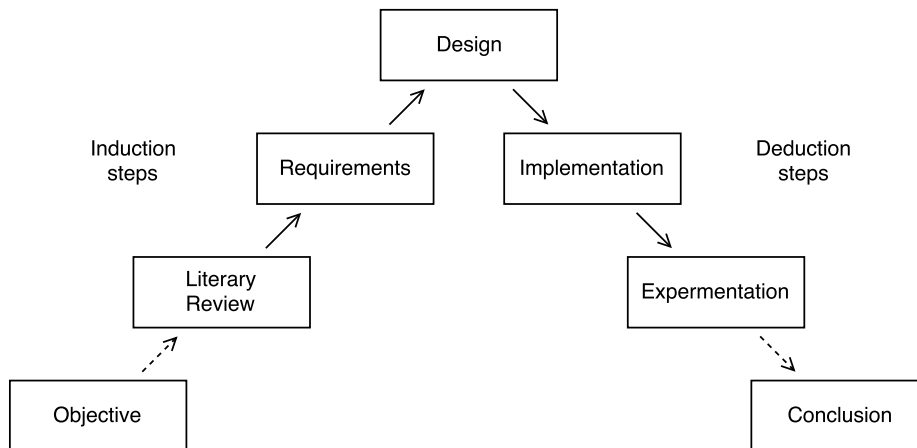 Design
Induction
steps
Requirements
Implementation
Deduction
steps
Literary
Review
Expermentation
Objective
Conclusion